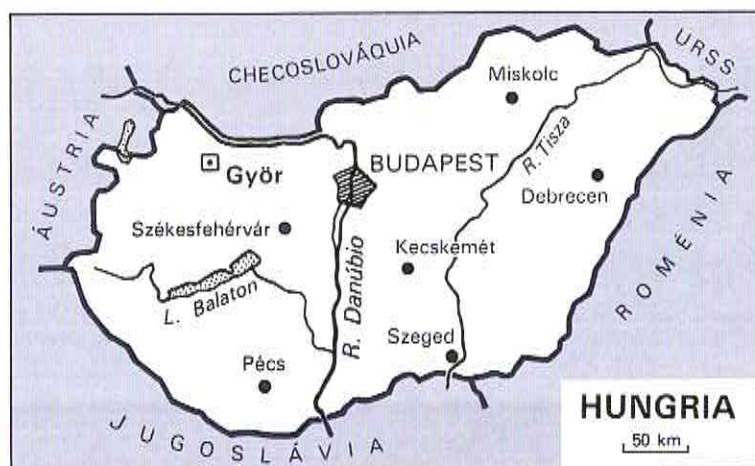 CHECOSLOVÁQUIA
URSS
Miskolc
ÁUSTRIA
Györ
BUDAPEST
R. Tisza
Debrecen
Székesfehérvár
Kecskemét
ROMÉNIA
L. Balaton
R. Danúbio
Szeged
Pécs
JUGOSLÁVIA
HUNGRIA
50 km